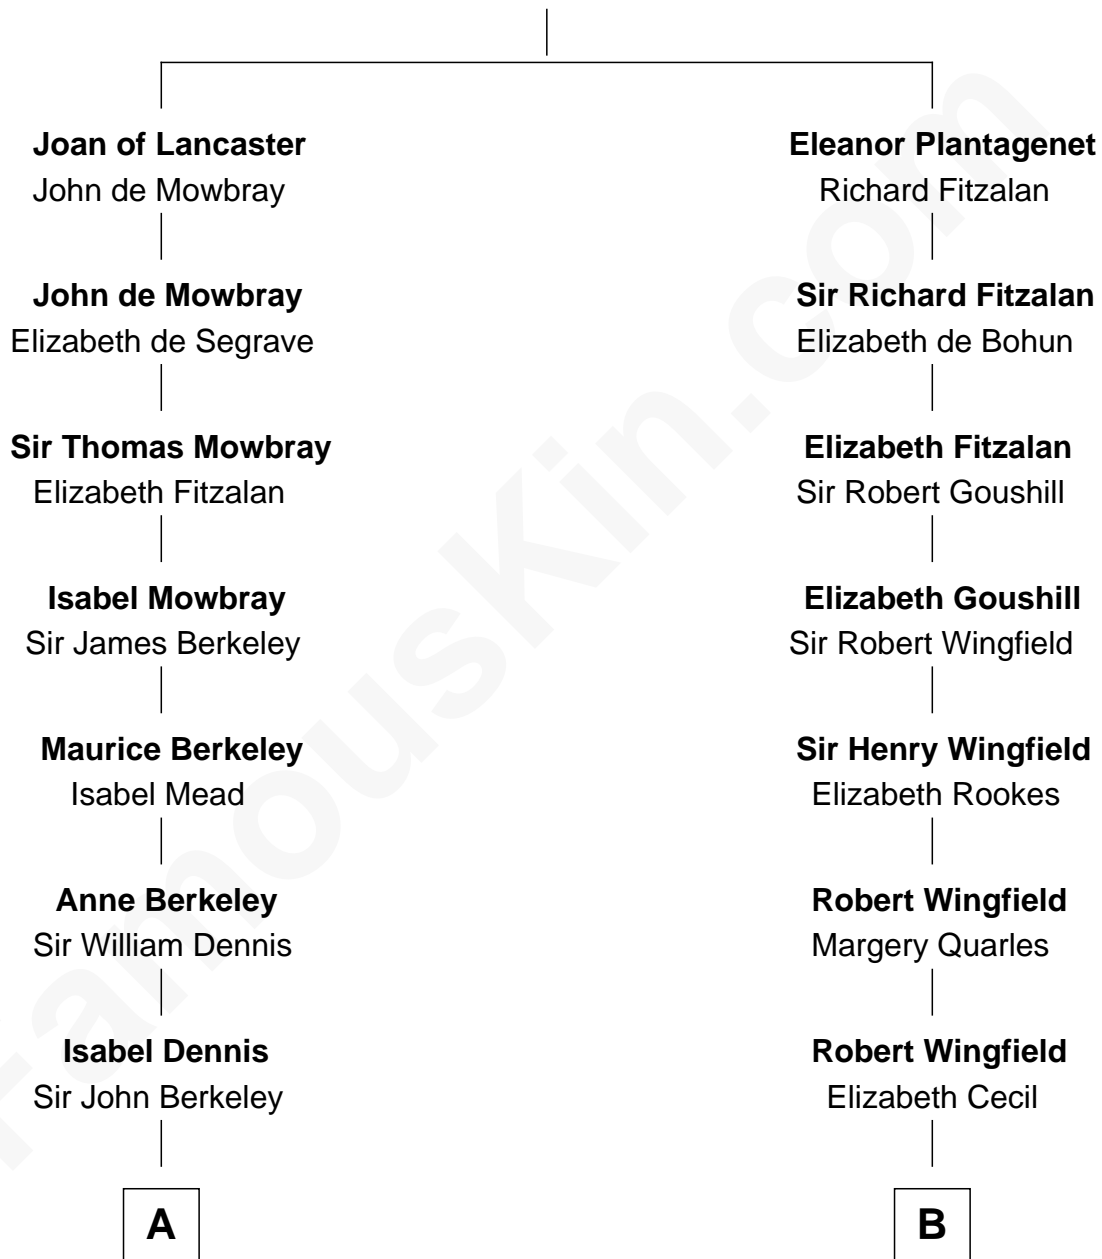 Joan of Lancaster
John de Mowbray
Eleanor Plantagenet
Richard Fitzalan
John de Mowbray
Elizabeth de Segrave
Sir Richard Fitzalan
Elizabeth de Bohun
Sir Thomas Mowbray
Elizabeth Fitzalan
Elizabeth Fitzalan
Sir Robert Goushill
Isabel Mowbray
Sir James Berkeley
Elizabeth Goushill
Sir Robert Wingfield
Maurice Berkeley
Isabel Mead
Sir Henry Wingfield
Elizabeth Rookes
Anne Berkeley
Sir William Dennis
Robert Wingfield
Margery Quarles
Isabel Dennis
Sir John Berkeley
Robert Wingfield
Elizabeth Cecil
A
B
FamousKin.com